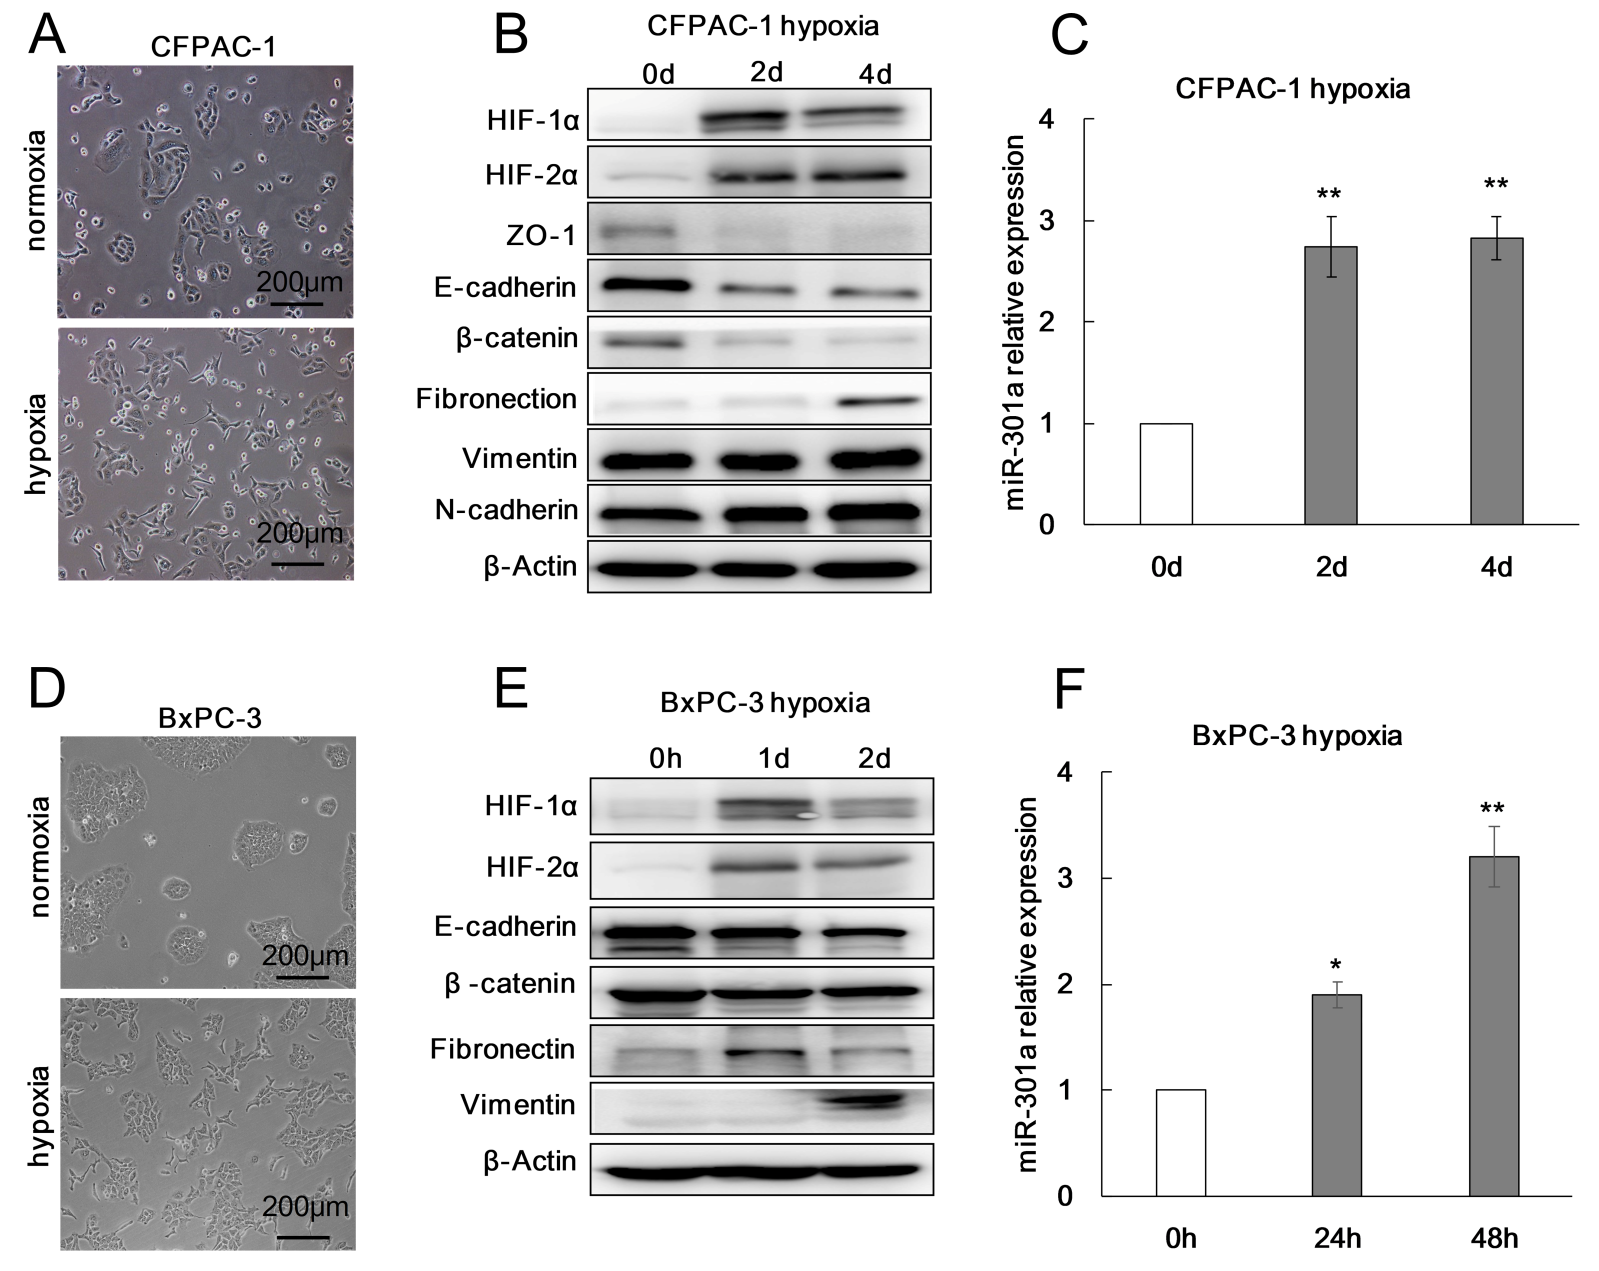 A
CFPAC-1
normoxia
200μm
hypoxia
200μm
B
CFPAC-1 hypoxia
0d 2d 4d
HIF-1α
HIF-2α
ZO-1
E-cadherin
β-catenin
Fibronection
Vimentin
N-cadherin
β-Actin
C
CFPAC-1 hypoxia
miR-301a relative expression
4
3
2
1
0
** **
0d 2d 4d
D
BxPC-3
normoxia
200μm
hypoxia
200μm
E
BxPC-3 hypoxia
0h 1d 2d
HIF-1α
HIF-2α
E-cadherin
β -catenin
Fibronectin
Vimentin
β-Actin
F
BxPC-3 hypoxia
miR-301a relative expression
4
3
2
1
0
* **
0h 24h 48h